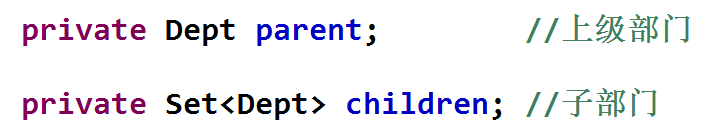 private Dept parent;        //上级部门
private Set<Dept> children; //子部门